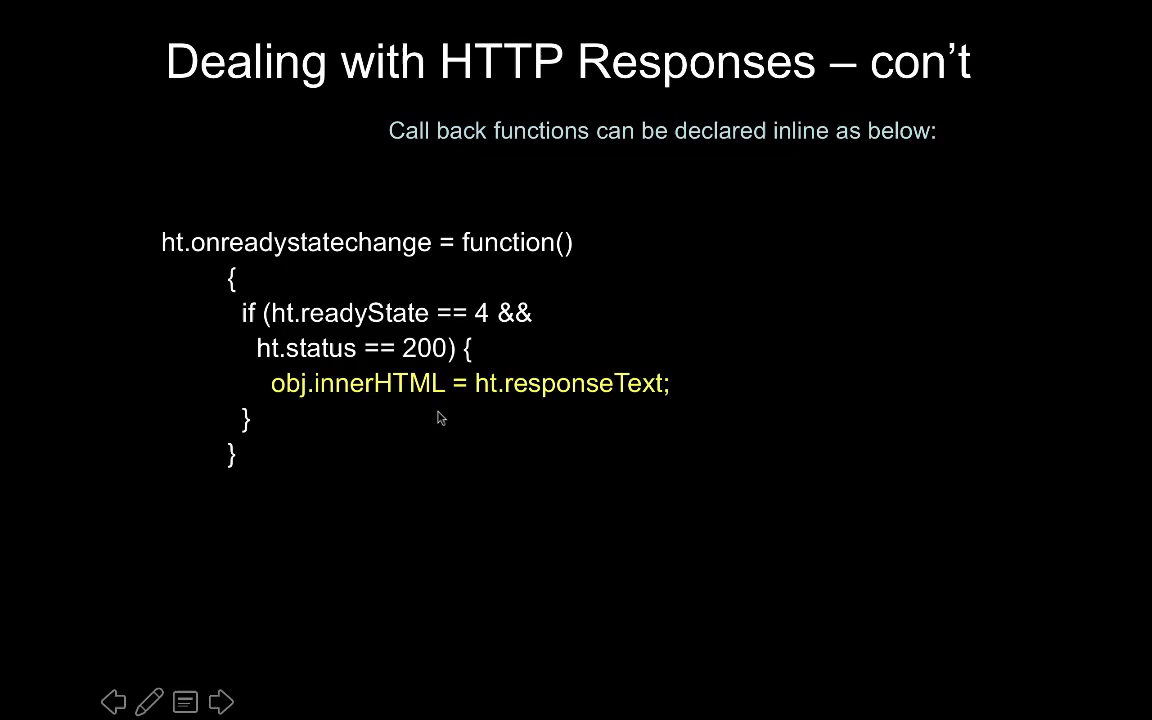 Dealing with HTTP Responses – con’t
Call back functions can be declared inline as below:
ht.onreadystatechange = function()
{
if (ht.readyState == 4 &&
ht.status == 200) {
obj.innerHTML = ht.responseText;
}
}